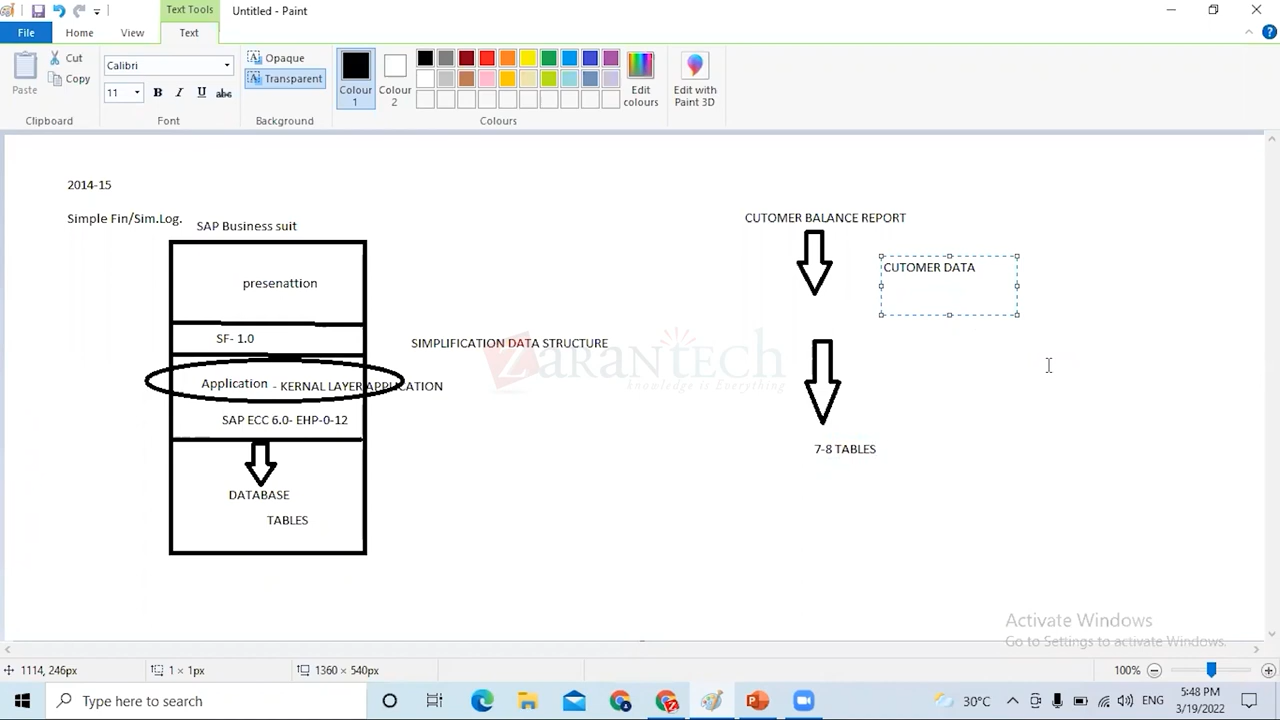 Text Tools
Untitled - Paint
File
Home
View
Text
Paste
Cut
Copy
Clipboard
Calibri
11
B I U abc
Font
Opaque
Transparent
Background
Colour 1
Colour 2
Edit colours
Colours
Edit with Paint 3D
2014-15
Simple Fin/Sim.Log.
SAP Business suit
presenattion
SF- 1.0
SIMPLIFICATION DATA STRUCTURE
Application - KERNAL LAYER APPLICATION
SAP ECC 6.0- EHP-0-12
DATABASE
TABLES
CUTOMER BALANCE REPORT
CUTOMER DATA
7-8 TABLES
ZARANTECH
knowledge is Everything
Activate Windows
Go to Settings to activate Windows.
1114, 246px
1 × 1px
1360 × 540px
100%
Type here to search
30°C
ENG
5:48 PM
3/19/2022